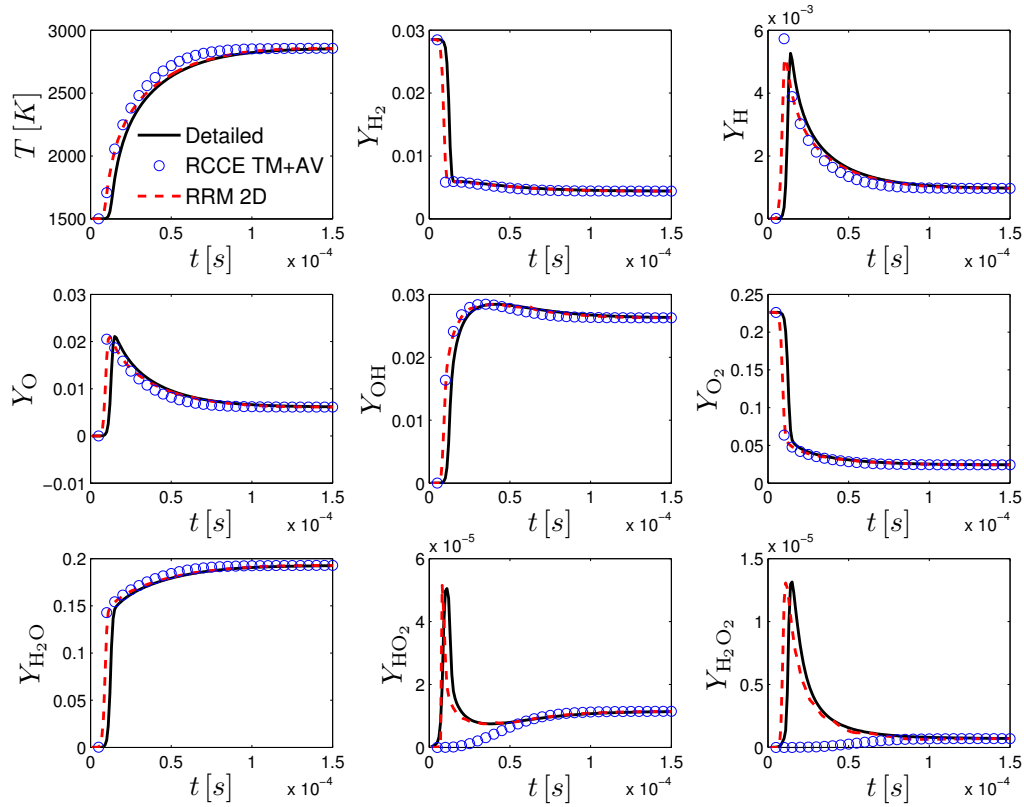 3000
2500
2000
1500
T [K]
Detailed
RCCE TM+AV
RRM 2D
0 0.5 1 1.5
t [s]
x 10⁻⁴
0.03
0.02
0.01
0
Y_H₂
0 0.5 1 1.5
t [s]
x 10⁻⁴
x 10⁻³
6
4
2
0
Y_H
0 0.5 1 1.5
t [s]
x 10⁻⁴
0.03
0.02
0.01
0
−0.01
Y_O
0 0.5 1 1.5
t [s]
x 10⁻⁴
0.03
0.02
0.01
0
Y_OH
0 0.5 1 1.5
t [s]
x 10⁻⁴
0.25
0.2
0.15
0.1
0.05
0
Y_O₂
0 0.5 1 1.5
t [s]
x 10⁻⁴
0.2
0.15
0.1
0.05
0
Y_H₂O
0 0.5 1 1.5
t [s]
x 10⁻⁴
x 10⁻⁵
6
4
2
0
Y_HO₂
0 0.5 1 1.5
t [s]
x 10⁻⁴
x 10⁻⁵
1.5
1
0.5
0
Y_H₂O₂
0 0.5 1 1.5
t [s]
x 10⁻⁴